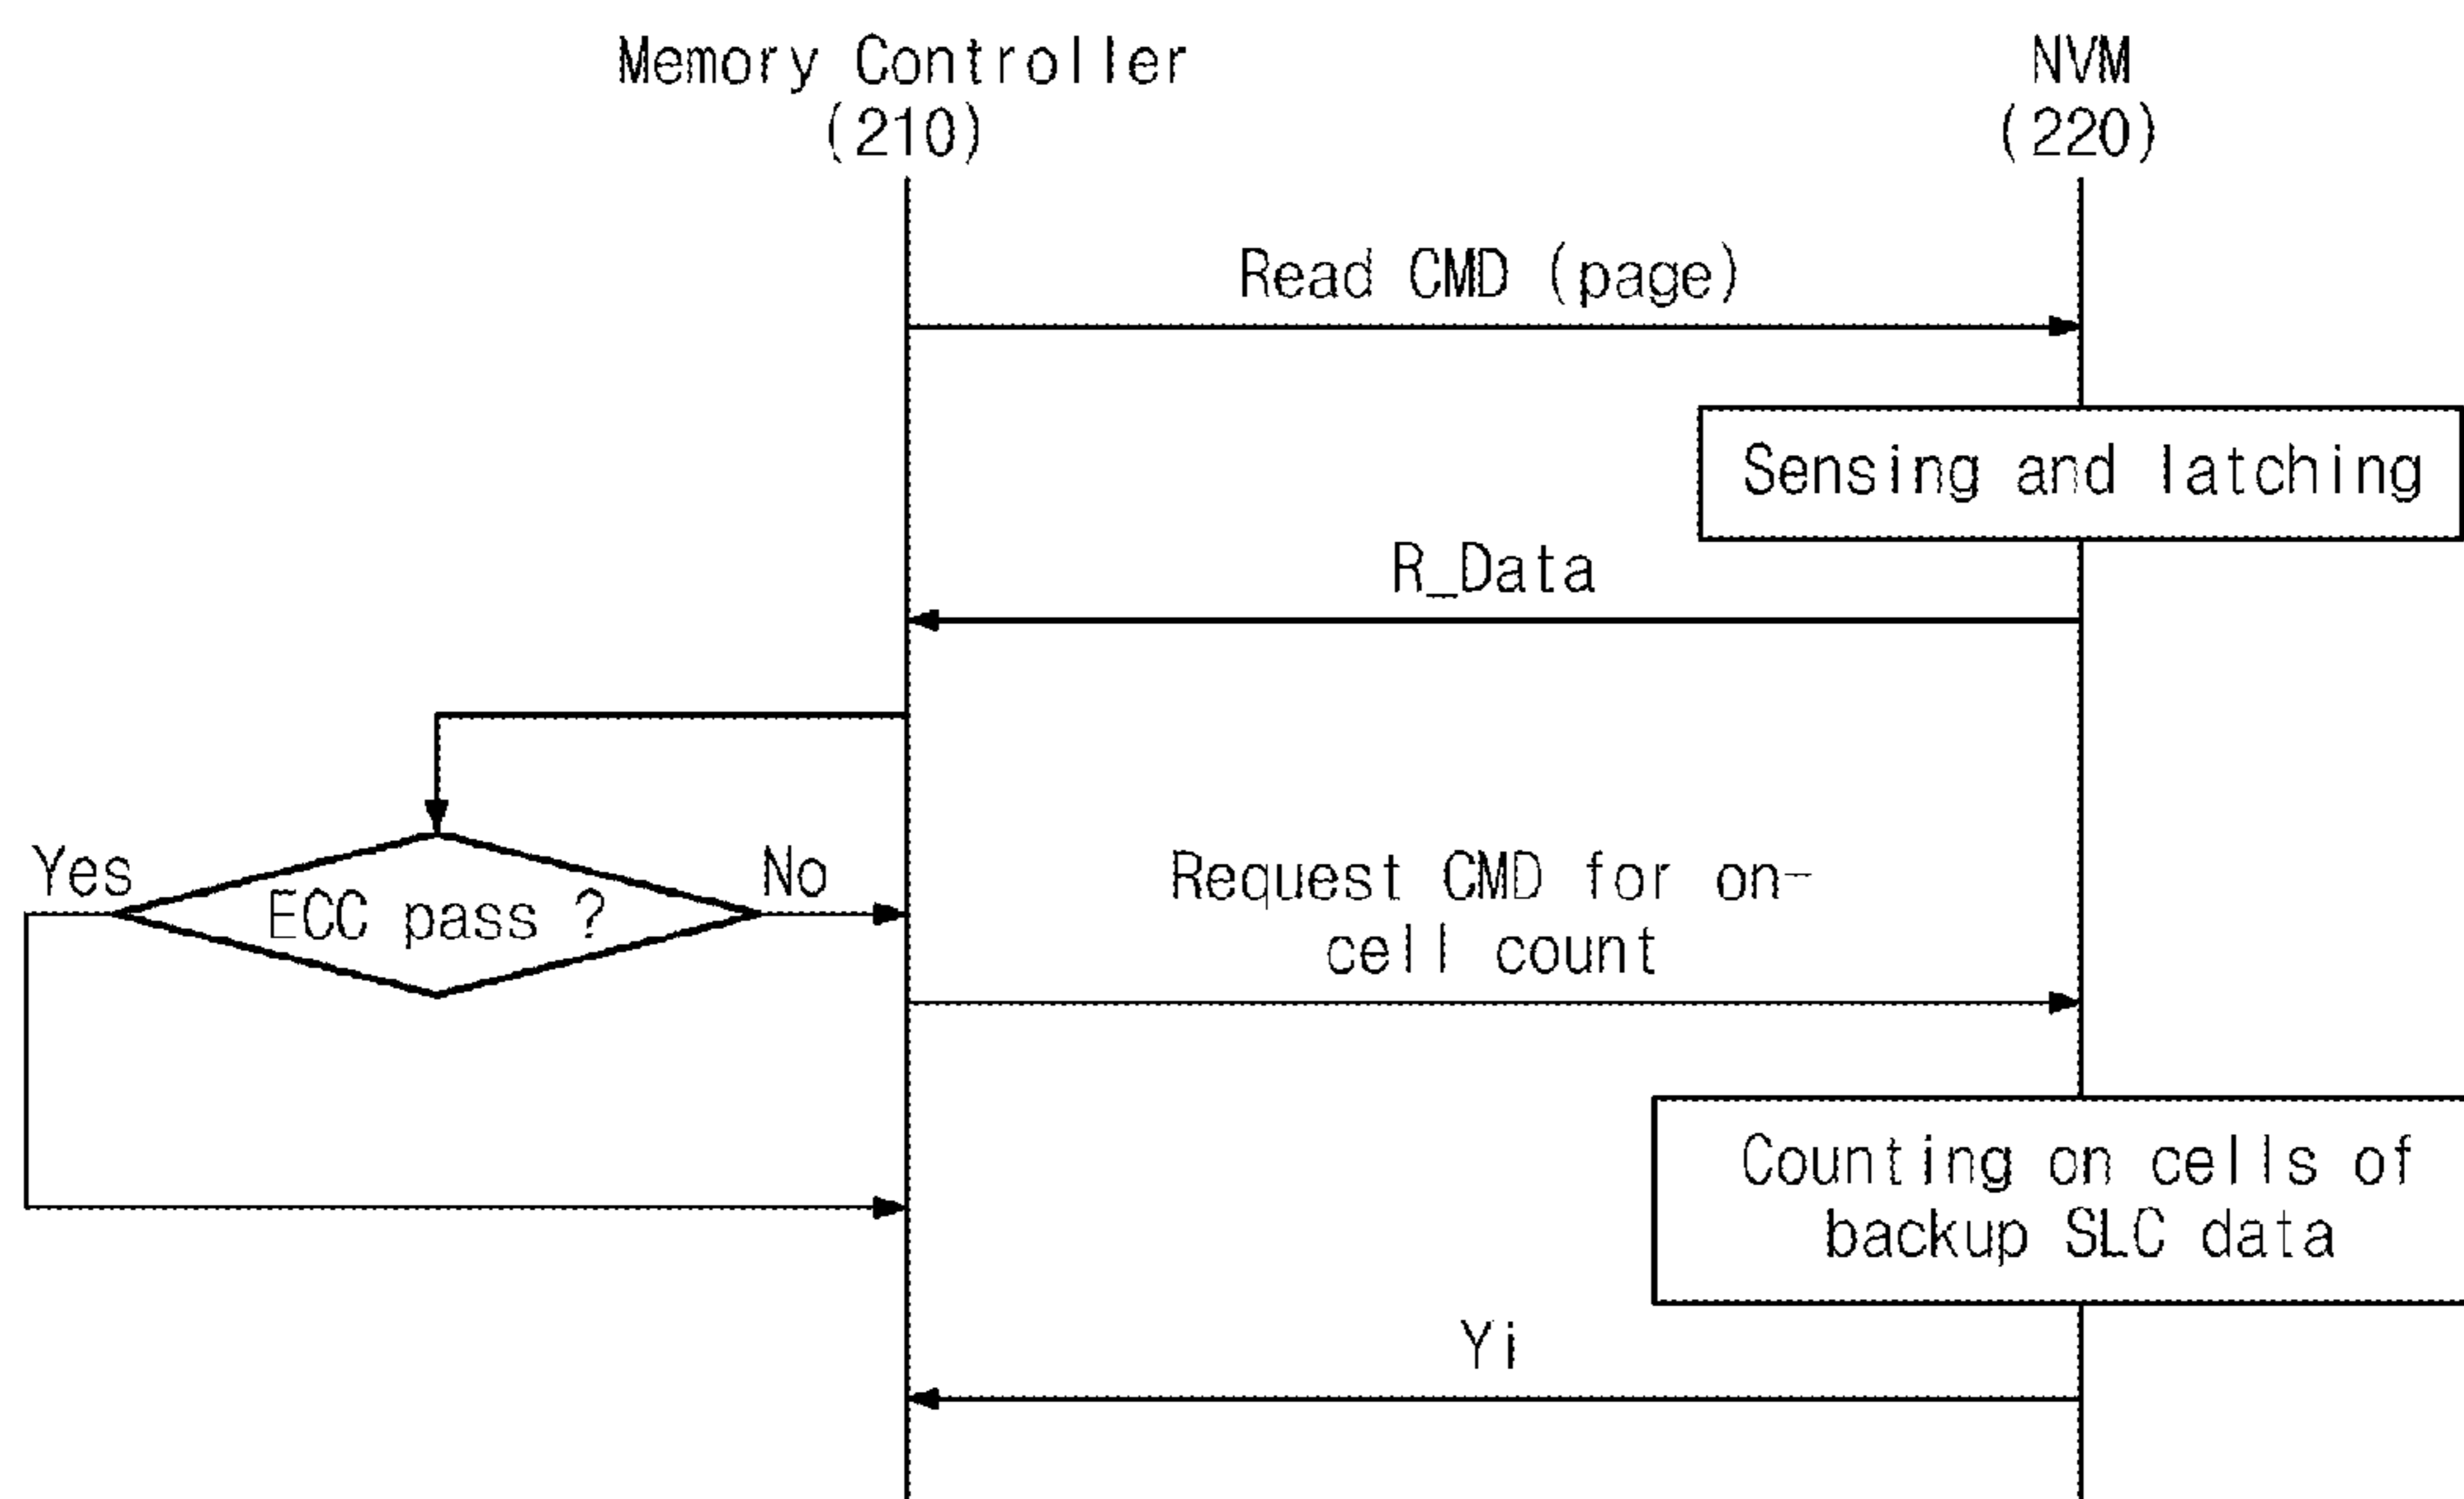 Memory Controller
(210)
NVM
(220)
Read CMD (page)
Sensing and latching
R_Data
Yes
ECC pass ?
No
Request CMD for on-
cell count
Counting on cells of
backup SLC data
Yi